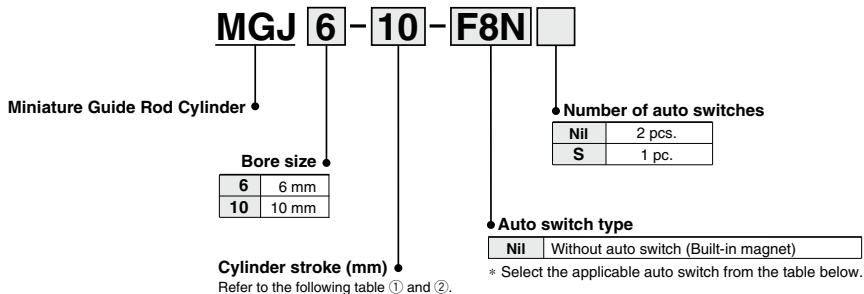 MGJ 6-10-F8N
Miniature Guide Rod Cylinder
Number of auto switches
Nil 2 pcs.
S 1 pc.
Bore size
6 6 mm
10 10 mm
Auto switch type
Nil Without auto switch (Built-in magnet)
* Select the applicable auto switch from the table below.
Cylinder stroke (mm)
Refer to the following table ① and ②.